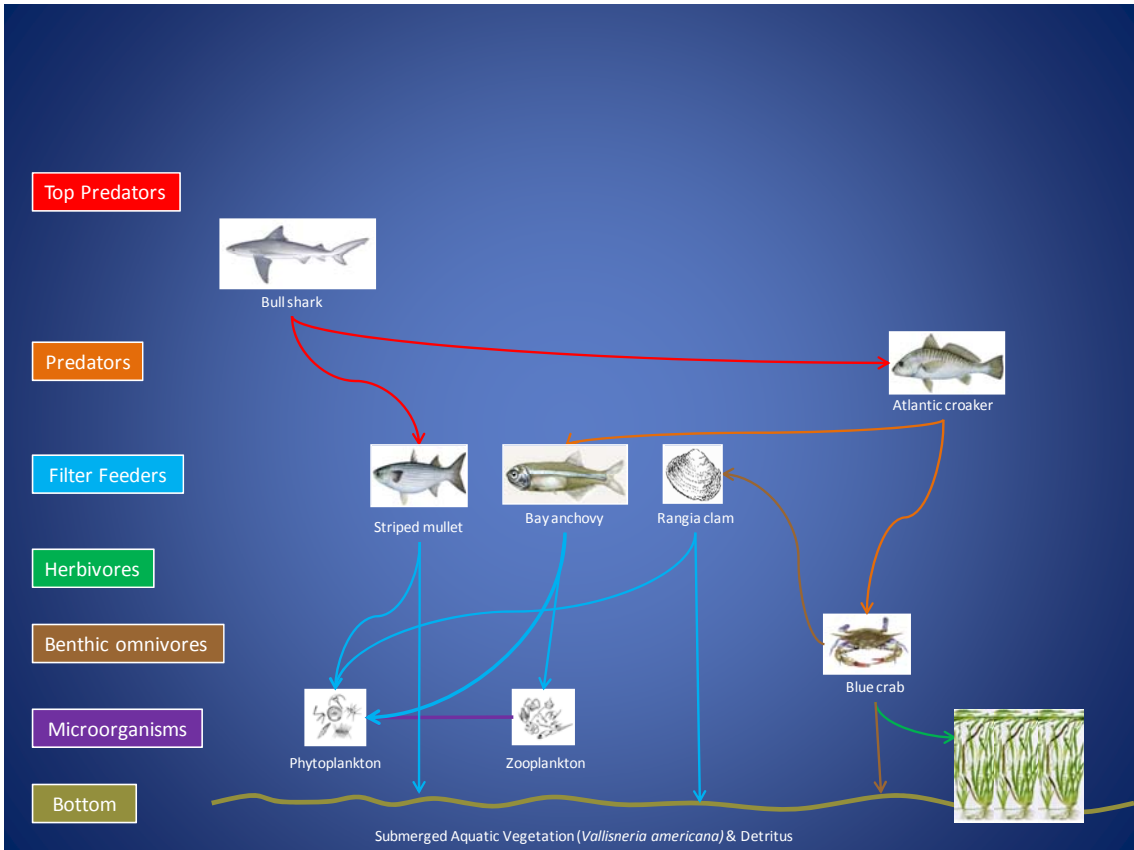 Top Predators
Bull shark
Predators
Atlantic croaker
Filter Feeders
Striped mullet
Bay anchovy
Rangia clam
Herbivores
Benthic omnivores
Blue crab
Microorganisms
Phytoplankton
Zooplankton
Bottom
Submerged Aquatic Vegetation (Vallisneria americana) & Detritus